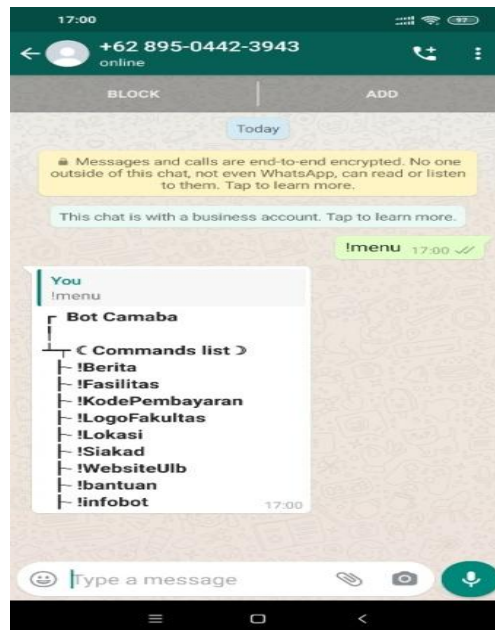 17:00
97
+62 895-0442-3943
online
BLOCK
ADD
Today
Messages and calls are end-to-end encrypted. No one
outside of this chat, not even WhatsApp, can read or listen
to them. Tap to learn more.
This chat is with a business account. Tap to learn more.
!menu 17:00
You
!menu
Bot Camaba
☾ Commands list ☽
!Berita
!Fasilitas
!KodePembayaran
!LogoFakultas
!Lokasi
!Siakad
!WebsiteUlb
!bantuan
!infobot
17:00
Type a message